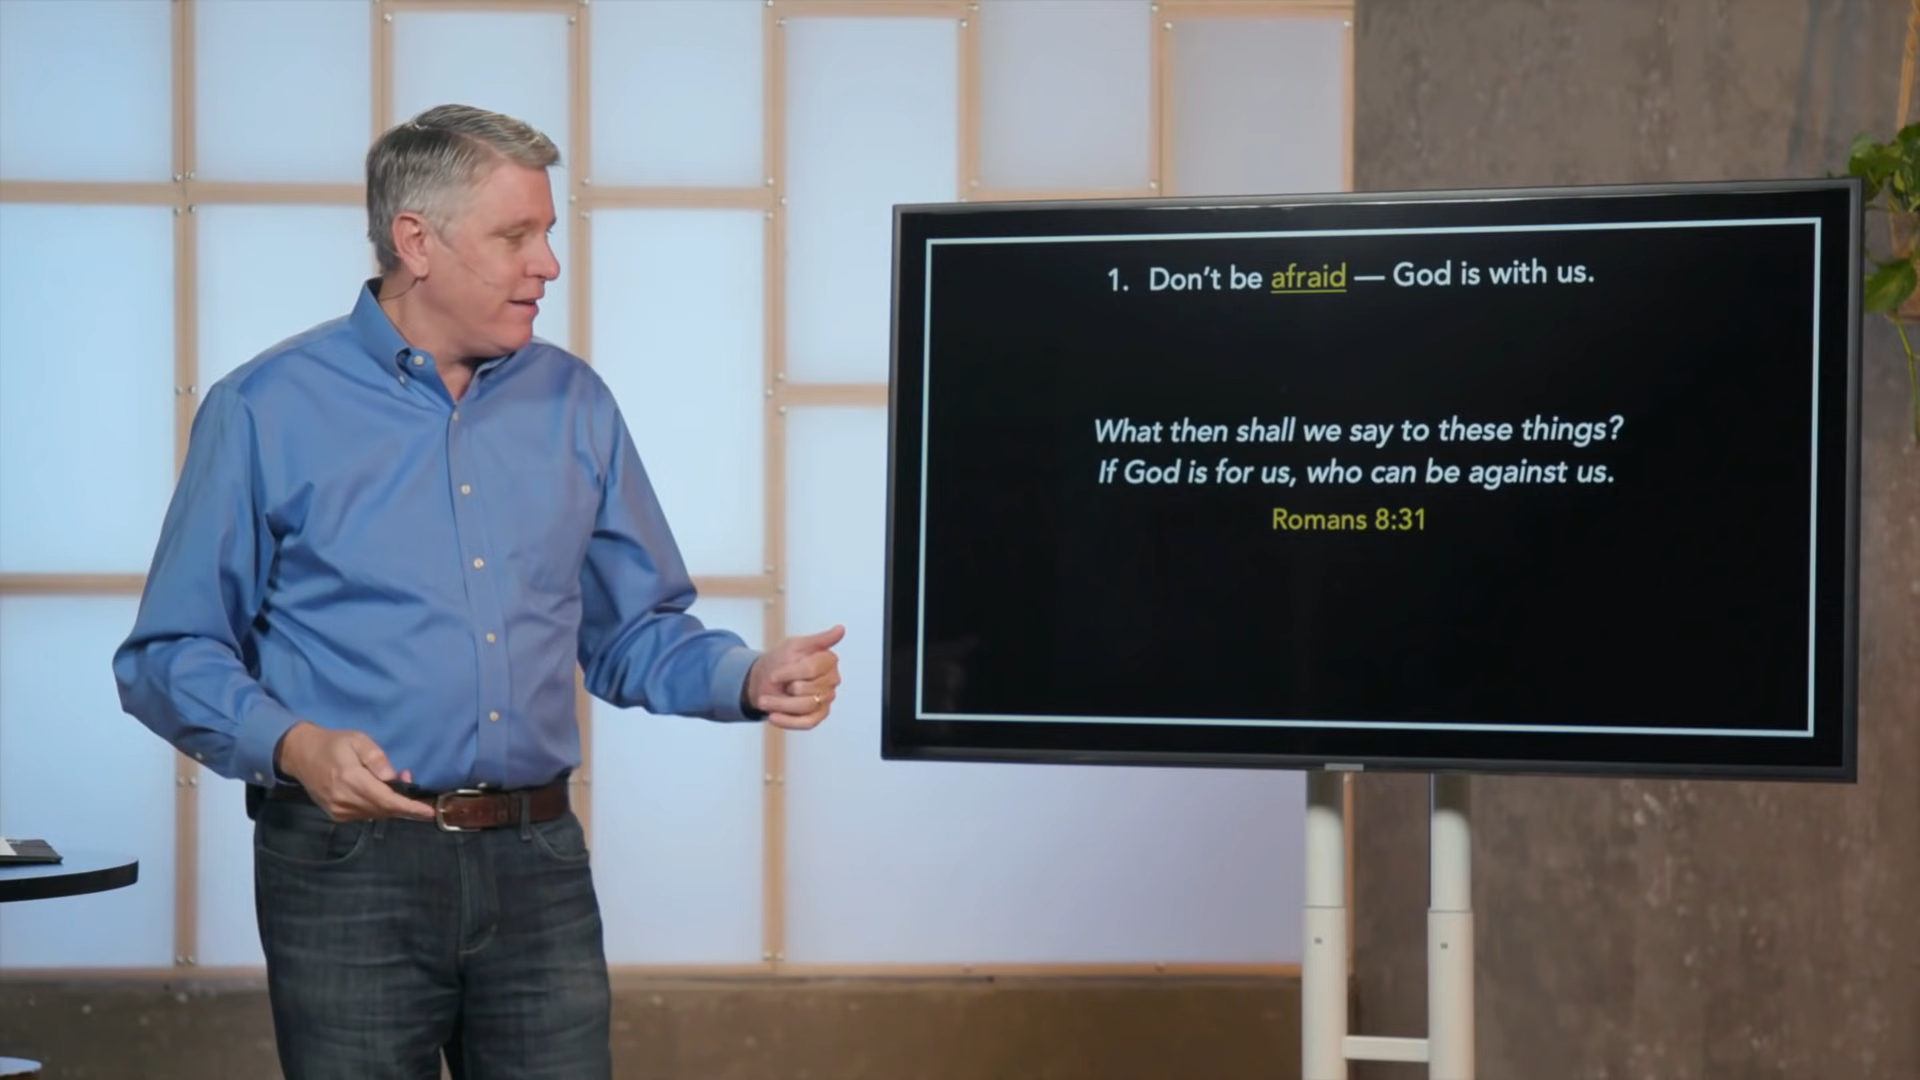 1. Don't be afraid — God is with us.
What then shall we say to these things?
If God is for us, who can be against us.
Romans 8:31